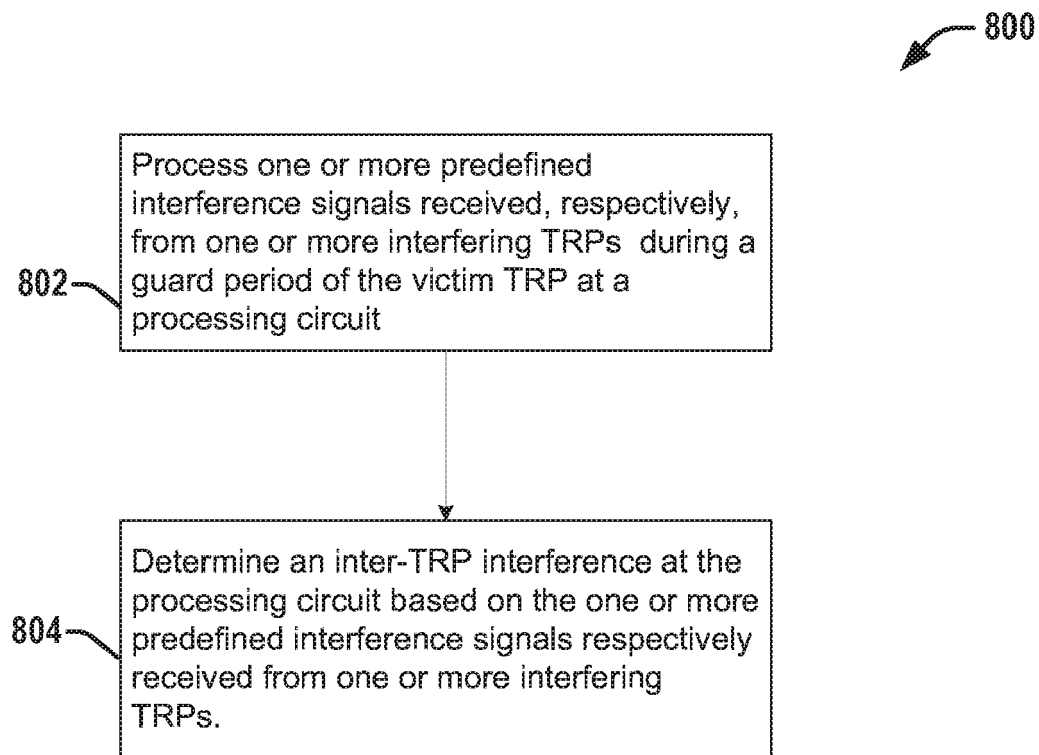 800
Process one or more predefined
interference signals received, respectively,
from one or more interfering TRPs during a
guard period of the victim TRP at a
processing circuit
802
Determine an inter-TRP interference at the
processing circuit based on the one or more
predefined interference signals respectively
received from one or more interfering
TRPs.
804